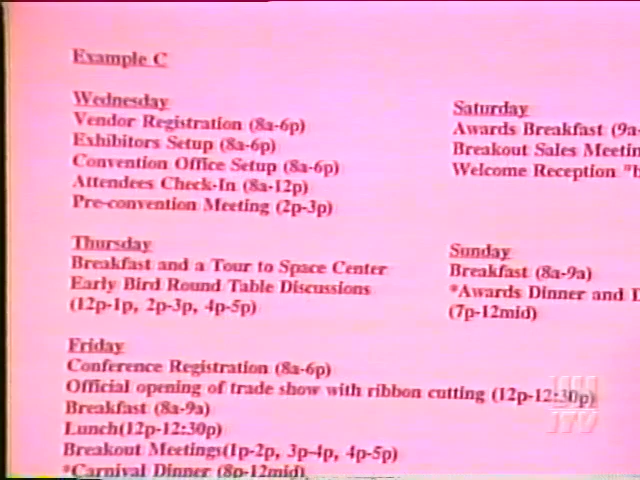 Example C
Wednesday
Vendor Registration (8a-6p)
Exhibitors Setup (8a-6p)
Convention Office Setup (8a-6p)
Attendees Check-In (8a-12p)
Pre-convention Meeting (2p-3p)
Thursday
Breakfast and a Tour to Space Center
Early Bird Round Table Discussions
(12p-1p, 2p-3p, 4p-5p)
Friday
Conference Registration (8a-6p)
Official opening of trade show with ribbon cutting (12p-12:30p)
Breakfast (8a-9a)
Lunch(12p-12:30p)
Breakout Meetings(1p-2p, 3p-4p, 4p-5p)
*Carnival Dinner (8p-12mid)
Saturday
Awards Breakfast (9a-
Breakout Sales Meetin
Welcome Reception *b
Sunday
Breakfast (8a-9a)
*Awards Dinner and D
(7p-12mid)
UH
ITV